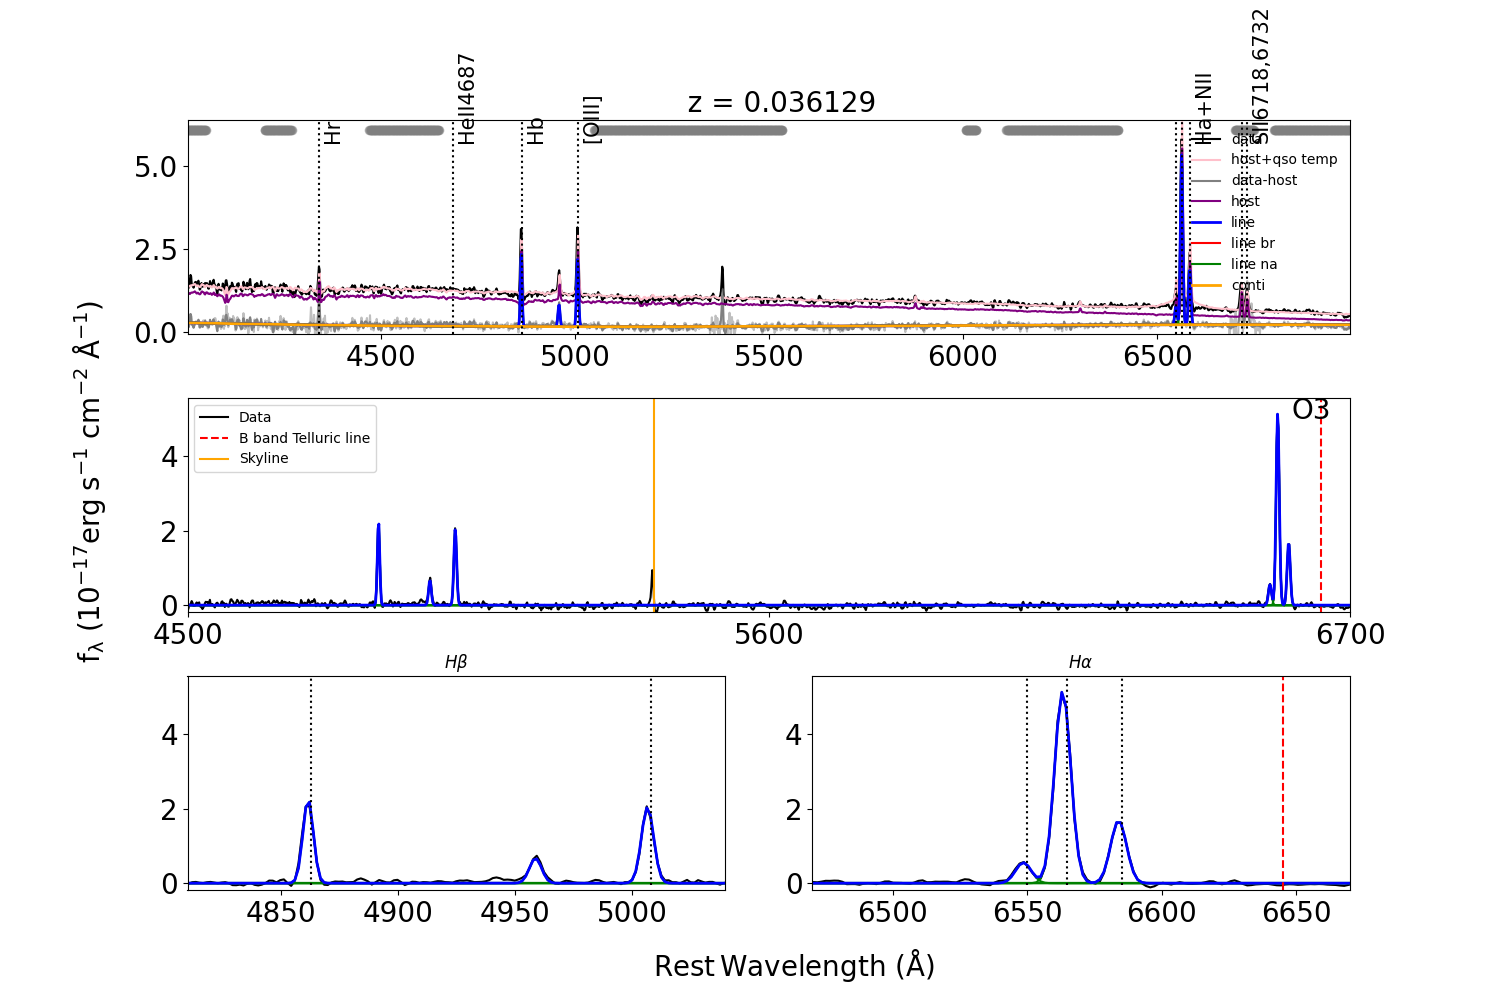 z = 0.036129
Hr
HeII4687
Hb
[OIII]
Ha+NII
SII6718,6732
data
host+qso temp
data-host
host
line
line br
line na
conti
5.0
2.5
0.0
4500 5000 5500 6000 6500
Data
B band Telluric line
Skyline
O3
4
2
0
4500 5600 6700
Hβ
4
2
0
4850 4900 4950 5000
Hα
4
2
0
6500 6550 6600 6650
fλ (10⁻¹⁷erg s⁻¹ cm⁻² Å⁻¹)
Rest Wavelength (Å)